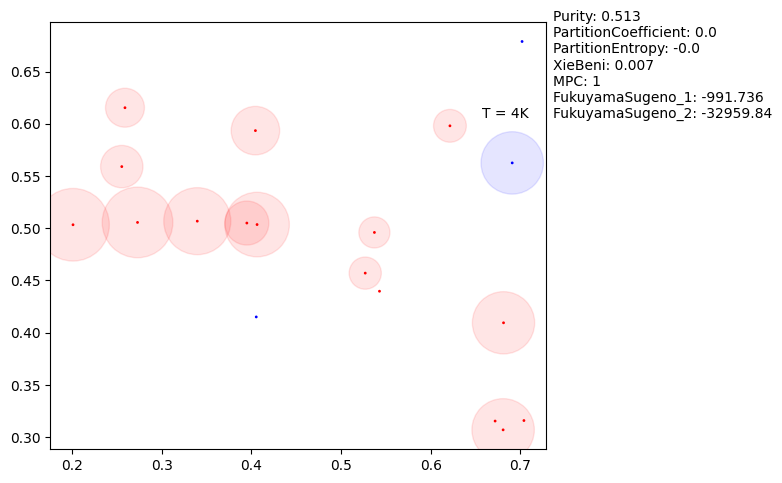 Purity: 0.513
PartitionCoefficient: 0.0
PartitionEntropy: -0.0
XieBeni: 0.007
MPC: 1
FukuyamaSugeno_1: -991.736
FukuyamaSugeno_2: -32959.84
T = 4K
0.65
0.60
0.55
0.50
0.45
0.40
0.35
0.30
0.2 0.3 0.4 0.5 0.6 0.7